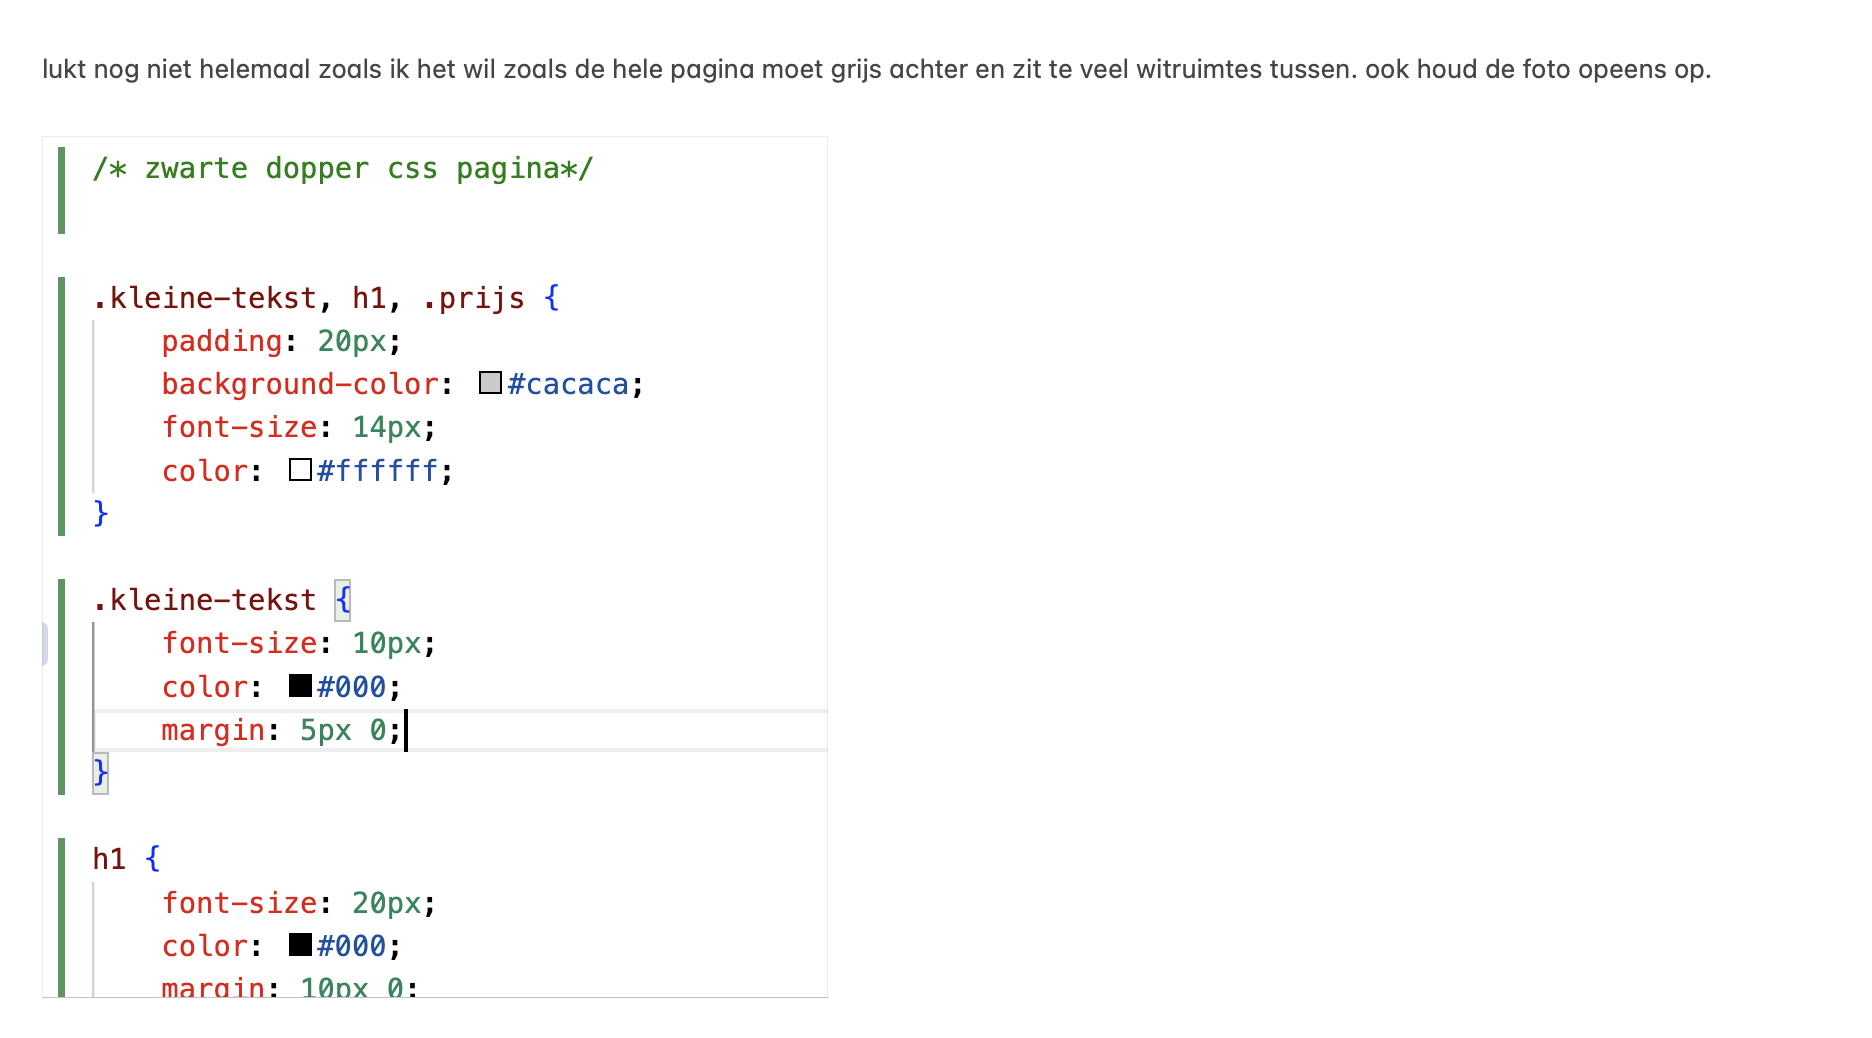 lukt nog niet helemaal zoals ik het wil zoals de hele pagina moet grijs achter en zit te veel witruimtes tussen. ook houd de foto opeens op.
/* zwarte dopper css pagina*/
.kleine-tekst, h1, .prijs {
padding: 20px;
background-color: #cacaca;
font-size: 14px;
color: #ffffff;
}
.kleine-tekst {
font-size: 10px;
color: #000;
margin: 5px 0;
}
h1 {
font-size: 20px;
color: #000;
margin: 10px 0;